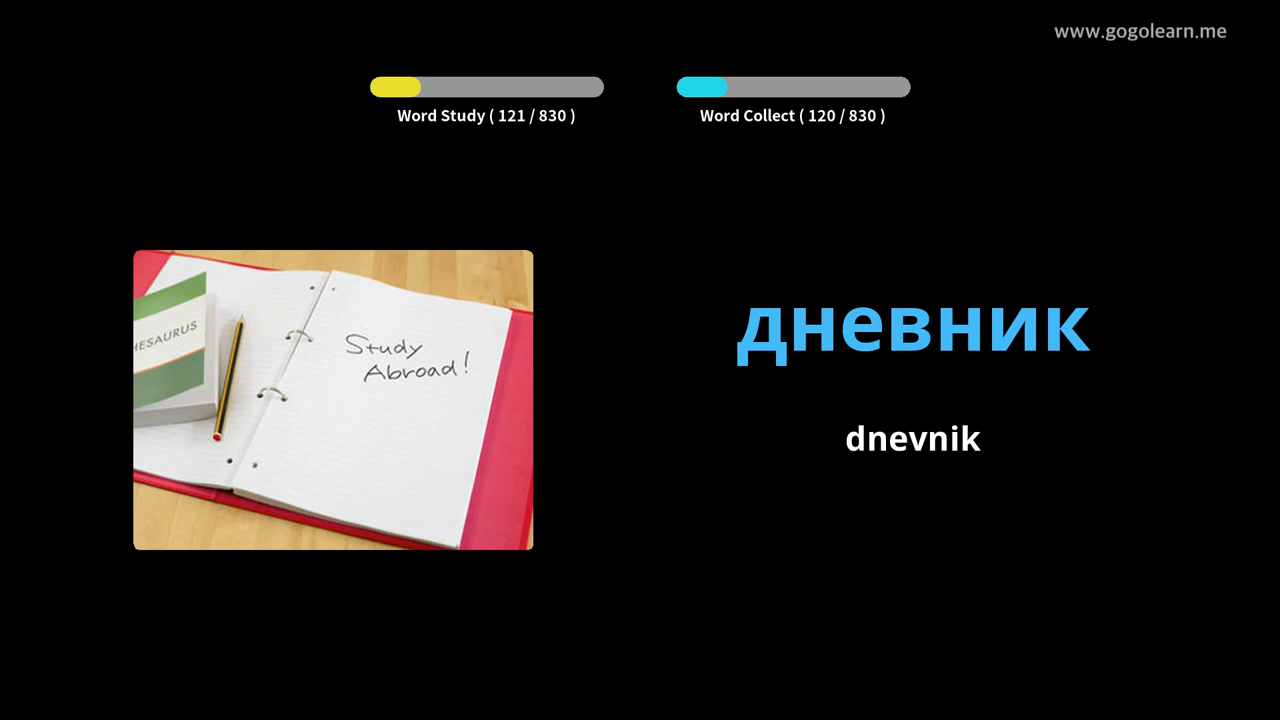 www.gogolearn.me
Word Study ( 121 / 830 )
Word Collect ( 120 / 830 )
HESAURUS
Study
Abroad!
дневник
dnevnik